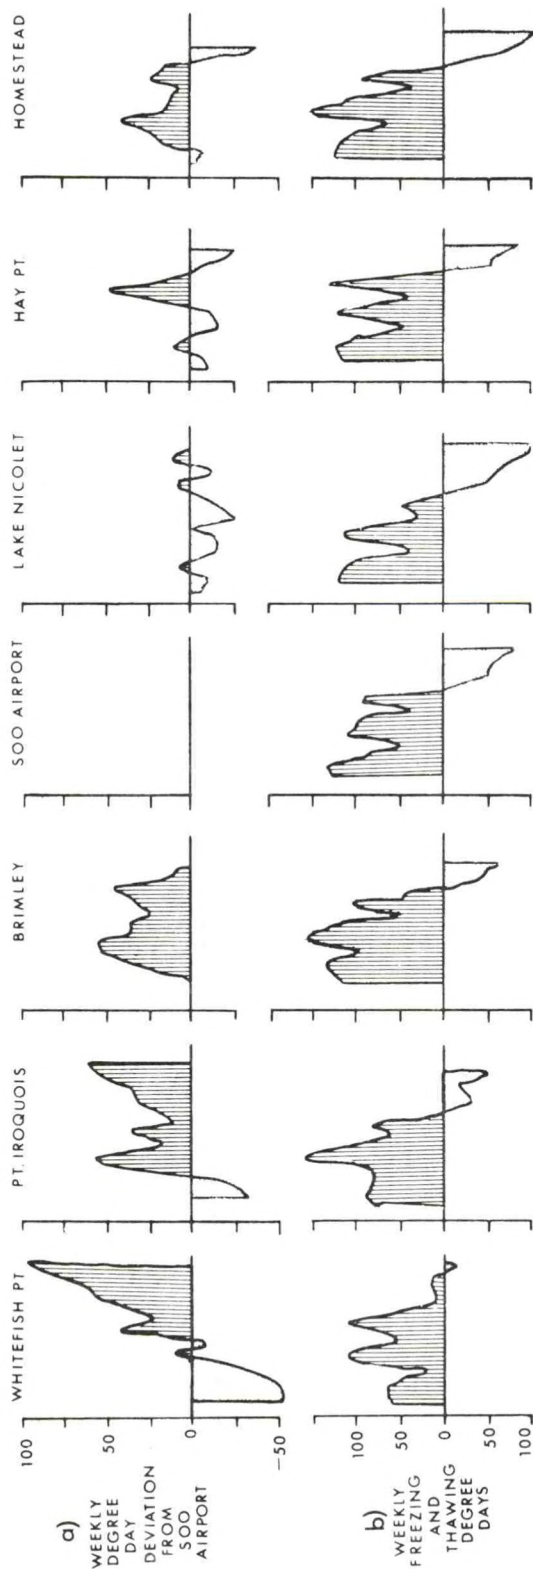 WHITEFISH PT
PT. IROQUOIS
BRIMLEY
SOO AIRPORT
LAKE NICOLET
HAY PT.
HOMESTEAD
a)
WEEKLY
DEGREE
DAY
DEVIATION
FROM
SOO
AIRPORT
100
50
0
-50
b)
WEEKLY
FREEZING
AND
THAWING
DEGREE
DAYS
100
50
0
50
100